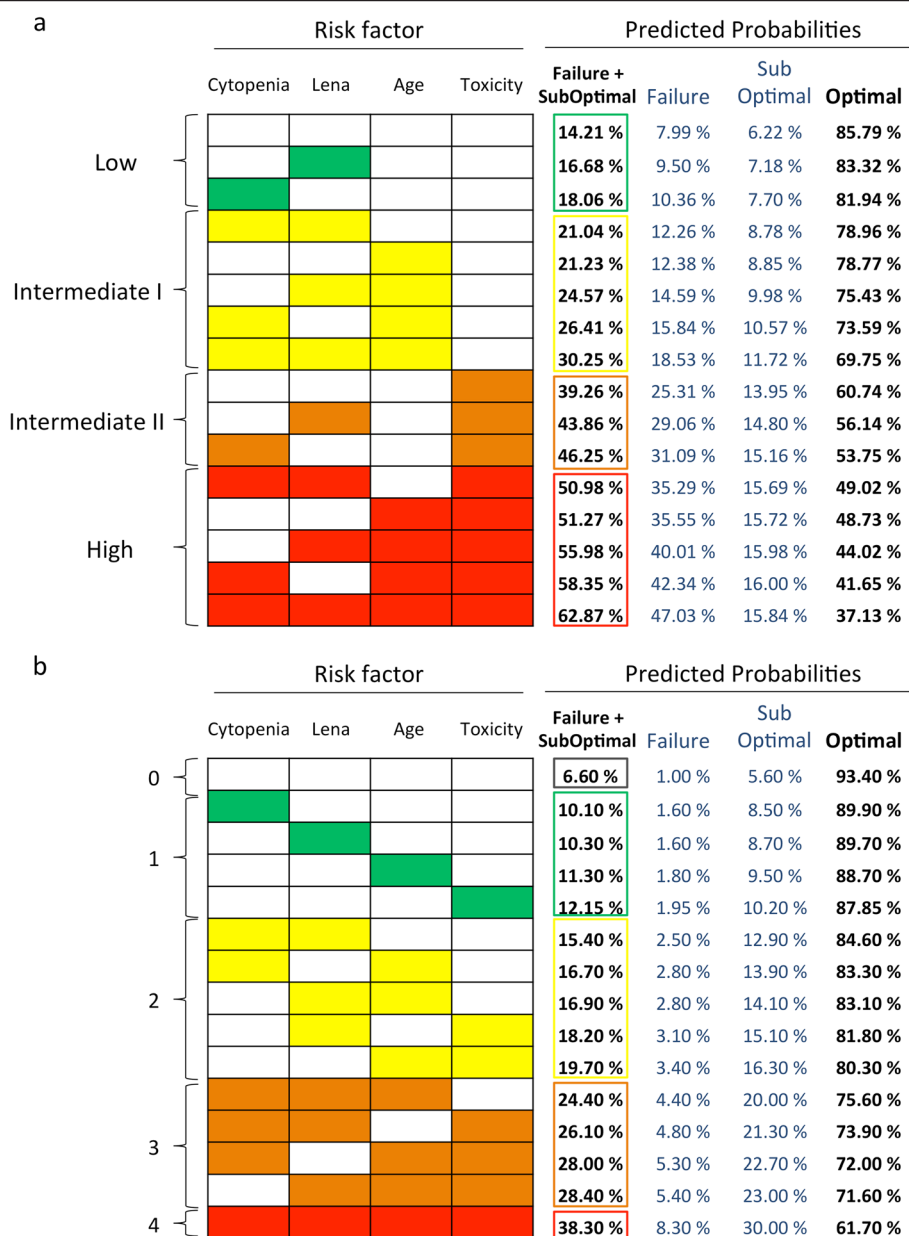 a
Risk factor Predicted Probabilities
Cytopenia Lena Age Toxicity Failure + SubOptimal Failure Sub Optimal Optimal
14.21 % 7.99 % 6.22 % 85.79 %
Low 16.68 % 9.50 % 7.18 % 83.32 %
18.06 % 10.36 % 7.70 % 81.94 %
21.04 % 12.26 % 8.78 % 78.96 %
21.23 % 12.38 % 8.85 % 78.77 %
Intermediate I 24.57 % 14.59 % 9.98 % 75.43 %
26.41 % 15.84 % 10.57 % 73.59 %
30.25 % 18.53 % 11.72 % 69.75 %
39.26 % 25.31 % 13.95 % 60.74 %
Intermediate II 43.86 % 29.06 % 14.80 % 56.14 %
46.25 % 31.09 % 15.16 % 53.75 %
50.98 % 35.29 % 15.69 % 49.02 %
51.27 % 35.55 % 15.72 % 48.73 %
High 55.98 % 40.01 % 15.98 % 44.02 %
58.35 % 42.34 % 16.00 % 41.65 %
62.87 % 47.03 % 15.84 % 37.13 %
b
Risk factor Predicted Probabilities
Cytopenia Lena Age Toxicity Failure + SubOptimal Failure Sub Optimal Optimal
0 6.60 % 1.00 % 5.60 % 93.40 %
10.10 % 1.60 % 8.50 % 89.90 %
10.30 % 1.60 % 8.70 % 89.70 %
1 11.30 % 1.80 % 9.50 % 88.70 %
12.15 % 1.95 % 10.20 % 87.85 %
15.40 % 2.50 % 12.90 % 84.60 %
16.70 % 2.80 % 13.90 % 83.30 %
2 16.90 % 2.80 % 14.10 % 83.10 %
18.20 % 3.10 % 15.10 % 81.80 %
19.70 % 3.40 % 16.30 % 80.30 %
24.40 % 4.40 % 20.00 % 75.60 %
26.10 % 4.80 % 21.30 % 73.90 %
3 28.00 % 5.30 % 22.70 % 72.00 %
28.40 % 5.40 % 23.00 % 71.60 %
4 38.30 % 8.30 % 30.00 % 61.70 %